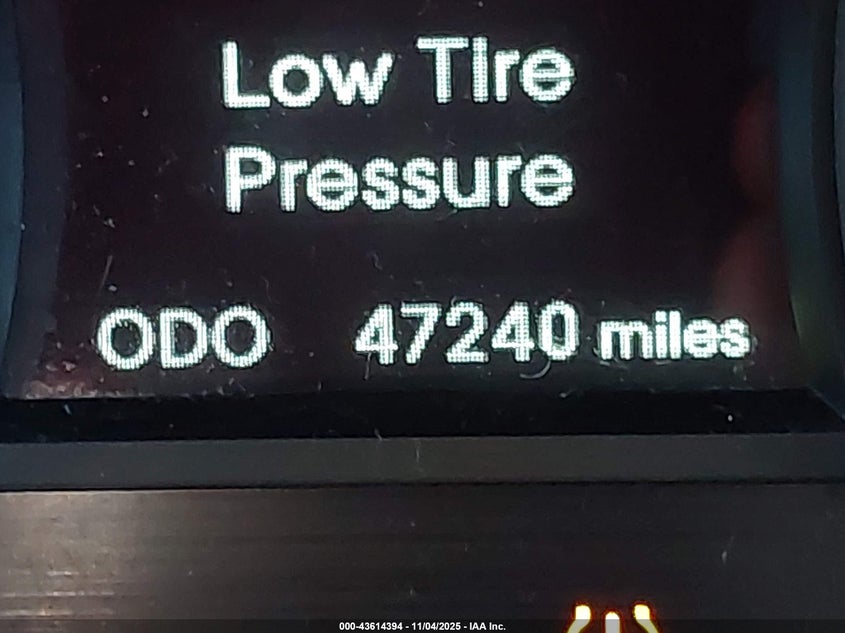 Low Tire
Pressure
ODO 47240 miles
000-43614394 - 11/04/2025 - IAA Inc.